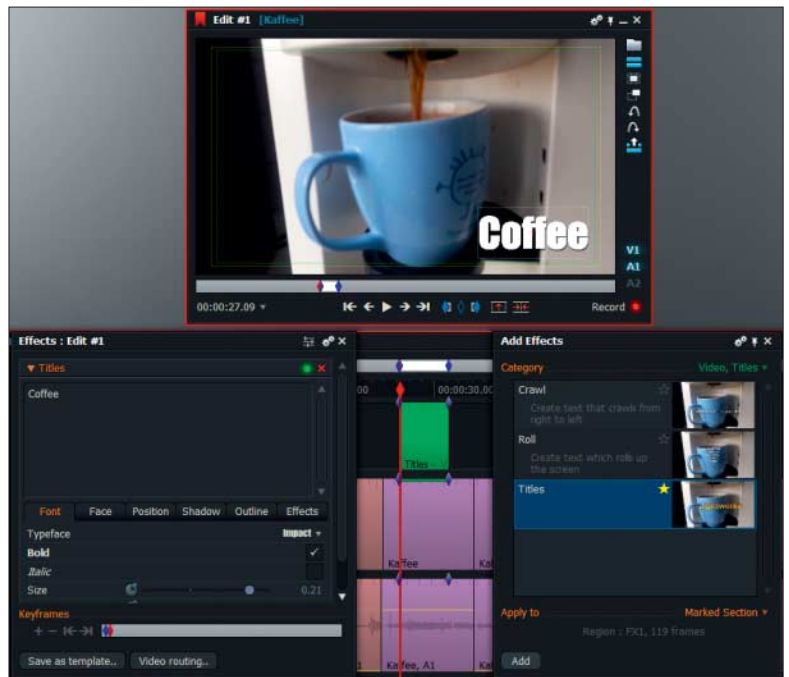 Edit #1 [Kaffee]
Coffee
V1
A1
A2
00:00:27.09
Record
Effects : Edit #1
Titles
Coffee
Font Face Position Shadow Outline Effects
Typeface Impact
Bold
Italic
Size 0.21
Keyframes
Save as template.. Video routing..
00:00:30.00
Titles
Kaffee
Kaffee, A1
Add Effects
Category Video, Titles
Crawl
Create text that crawls from
right to left
Roll
Create text which rolls up
the screen
Titles
Apply to Marked Section
Region : FX1, 119 frames
Add